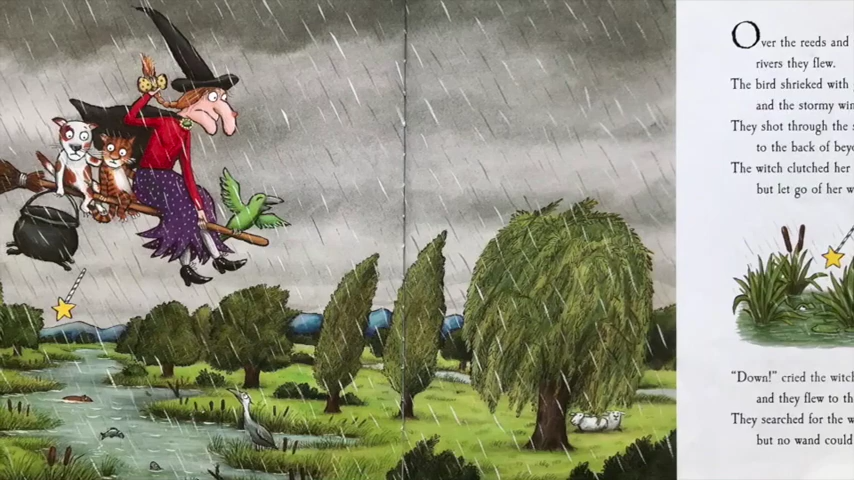 Over the reeds and
rivers they flew.
The bird shrieked with
and the stormy win
They shot through the s
to the back of beyo
The witch clutched her
but let go of her w
"Down!" cried the witch
and they flew to the
They searched for the w
but no wand could